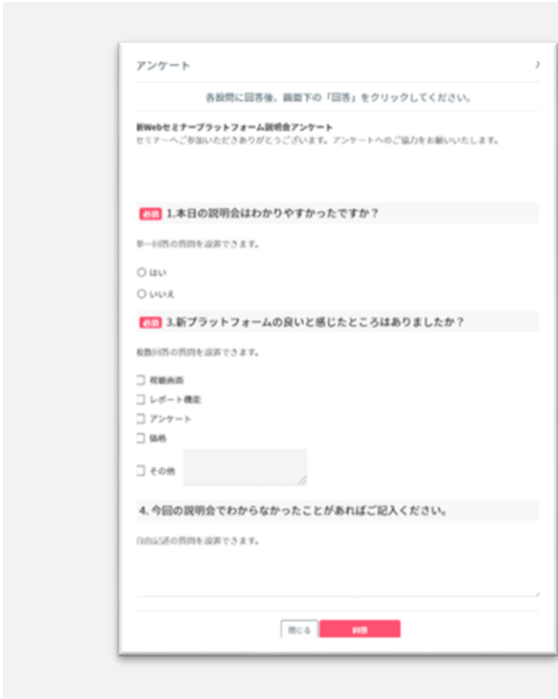 アンケート
各設問に回答後、画面下の「回答」をクリックしてください。
新Webセミナープラットフォーム説明会アンケート
セミナーへご参加いただきありがとうございます。アンケートへのご協力をお願いいたします。
必須 1.本日の説明会はわかりやすかったですか？
単一回答の質問を設置できます。
はい
いいえ
必須 3.新プラットフォームの良いと感じたところはありましたか？
複数回答の質問を設置できます。
視聴画面
レポート機能
アンケート
価格
その他
4. 今回の説明会でわからなかったことがあればご記入ください。
自由記述の質問を設置できます。
閉じる 回答